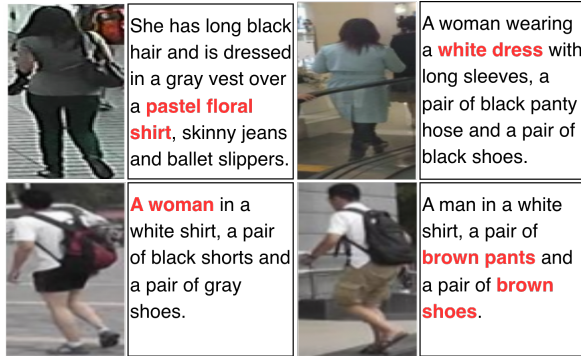 She has long black
hair and is dressed
in a gray vest over
a pastel floral
shirt, skinny jeans
and ballet slippers.
A woman wearing
a white dress with
long sleeves, a
pair of black panty
hose and a pair of
black shoes.
A woman in a
white shirt, a pair
of black shorts and
a pair of gray
shoes.
A man in a white
shirt, a pair of
brown pants and
a pair of brown
shoes.